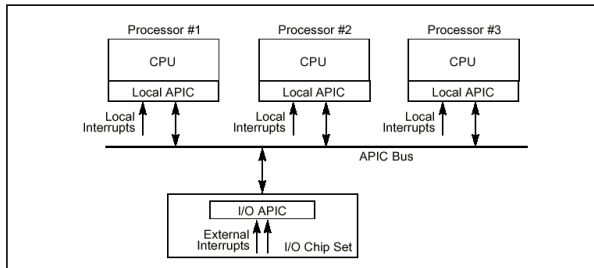 Processor #1
Processor #2
Processor #3
CPU
CPU
CPU
Local APIC
Local APIC
Local APIC
Local
Interrupts
Local
Interrupts
Local
Interrupts
APIC Bus
I/O APIC
External
Interrupts
I/O Chip Set